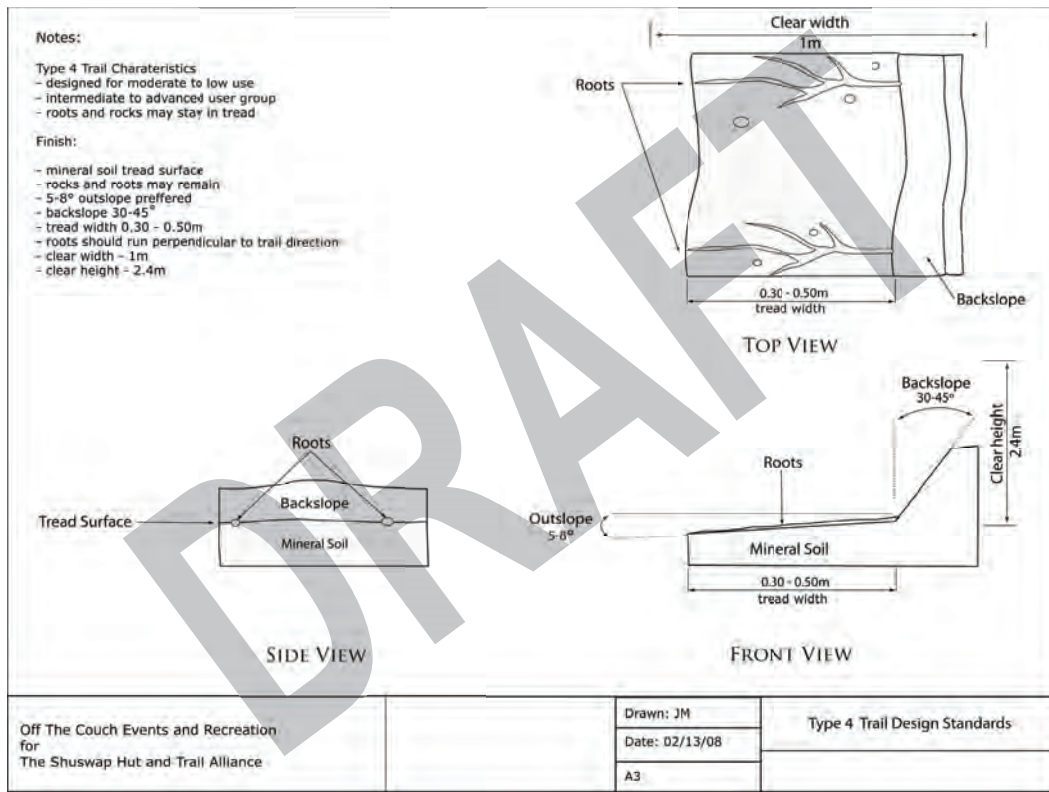 Notes:
Type 4 Trail Charateristics
- designed for moderate to low use
- intermediate to advanced user group
- roots and rocks may stay in tread
Finish:
- mineral soil tread surface
- rocks and roots may remain
- 5-8° outslope preffered
- backslope 30-45°
- tread width 0.30 - 0.50m
- roots should run perpendicular to trail direction
- clear width - 1m
- clear height - 2.4m
Clear width
1m
Roots
0.30 - 0.50m
tread width
Backslope
TOP VIEW
DRAFT
Roots
Backslope
Tread Surface
Mineral Soil
SIDE VIEW
Backslope
30-45°
Clear height
2.4m
Roots
Outslope
5-8°
Mineral Soil
0.30 - 0.50m
tread width
FRONT VIEW
Off The Couch Events and Recreation
for
The Shuswap Hut and Trail Alliance
Drawn: JM
Date: 02/13/08
A3
Type 4 Trail Design Standards